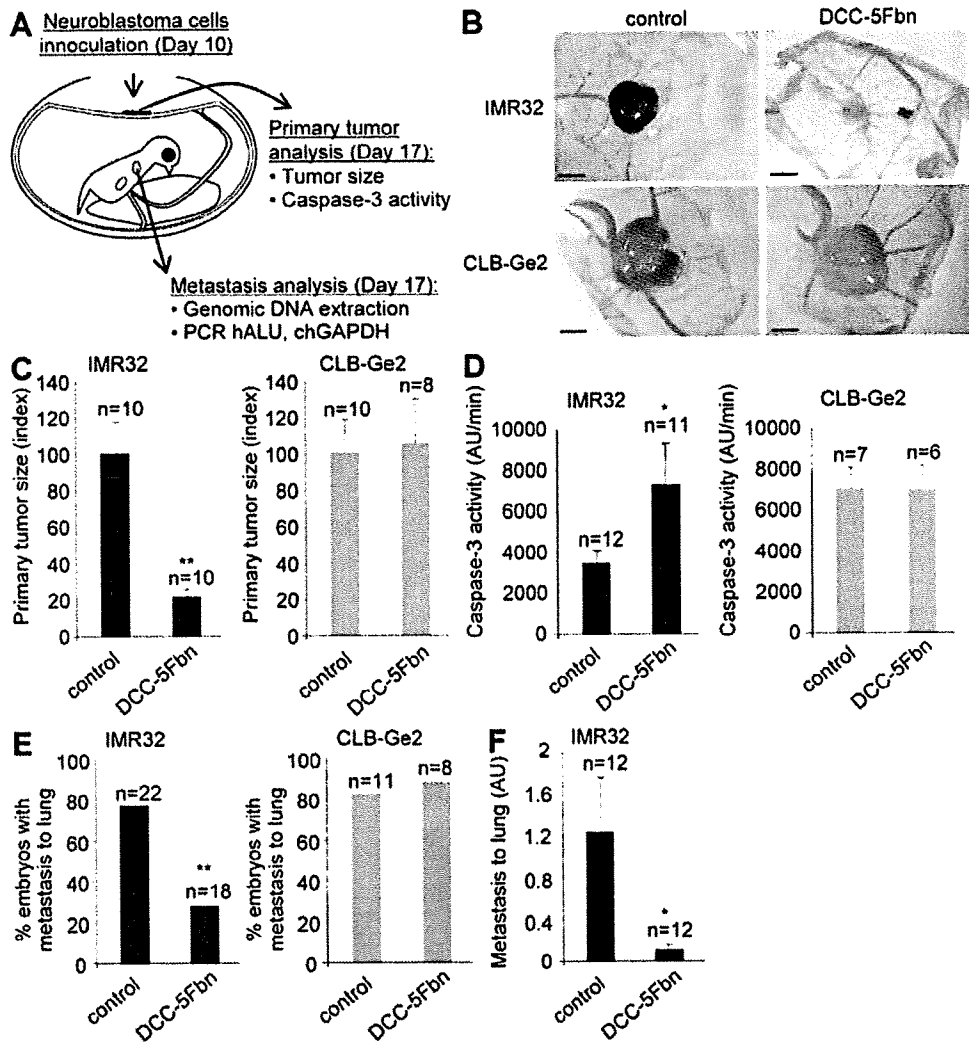 A
Neuroblastoma cells
innoculation (Day 10)
Primary tumor
analysis (Day 17):
• Tumor size
• Caspase-3 activity
Metastasis analysis (Day 17):
• Genomic DNA extraction
• PCR hALU, chGAPDH
B
control
DCC-5Fbn
IMR32
CLB-Ge2
C
IMR32
Primary tumor size (index)
140
120
100
80
60
40
20
0
n=10
**
n=10
control
DCC-5Fbn
CLB-Ge2
Primary tumor size (index)
140
120
100
80
60
40
20
0
n=10
n=8
control
DCC-5Fbn
D
IMR32
Caspase-3 activity (AU/min)
10000
8000
6000
4000
2000
0
n=12
*
n=11
control
DCC-5Fbn
CLB-Ge2
Caspase-3 activity (AU/min)
10000
8000
6000
4000
2000
0
n=7
n=6
control
DCC-5Fbn
E
IMR32
% embryos with
metastasis to lung
100
80
60
40
20
0
n=22
**
n=18
control
DCC-5Fbn
CLB-Ge2
% embryos with
metastasis to lung
100
80
60
40
20
0
n=11
n=8
control
DCC-5Fbn
F
IMR32
Metastasis to lung (AU)
2
1.6
1.2
0.8
0.4
0
n=12
*
n=12
control
DCC-5Fbn